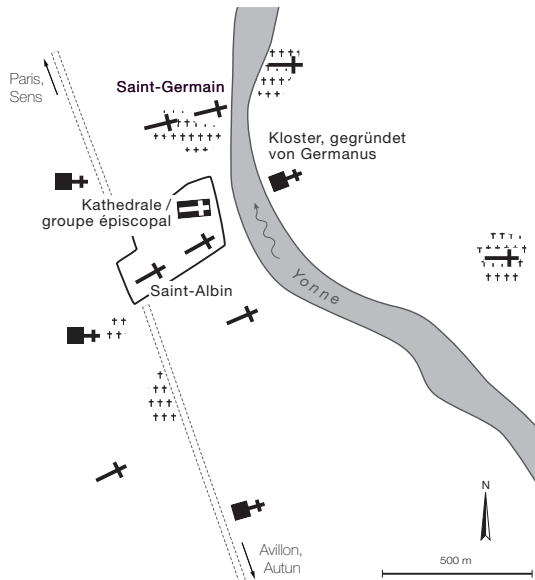 Paris,
Sens
Saint-Germain
Kloster, gegründet
von Germanus
Kathedrale /
groupe épiscopal
Saint-Albin
Yonne
N
500 m
Avillon,
Autun